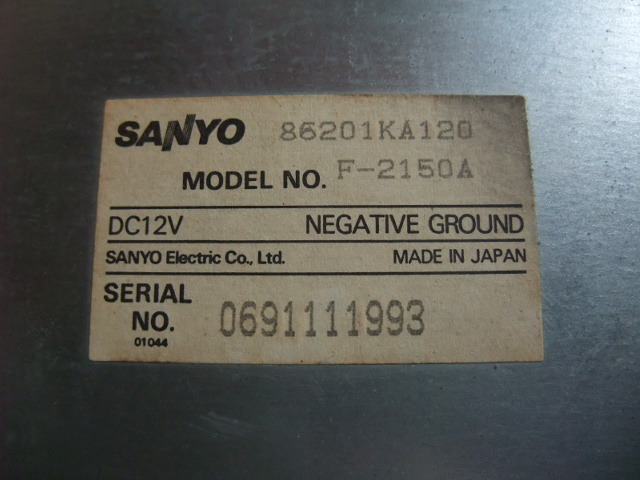 SANYO 86201KA120
MODEL NO. F-2150A
DC12V NEGATIVE GROUND
SANYO Electric Co., Ltd. MADE IN JAPAN
SERIAL
NO. 0691111993
01044